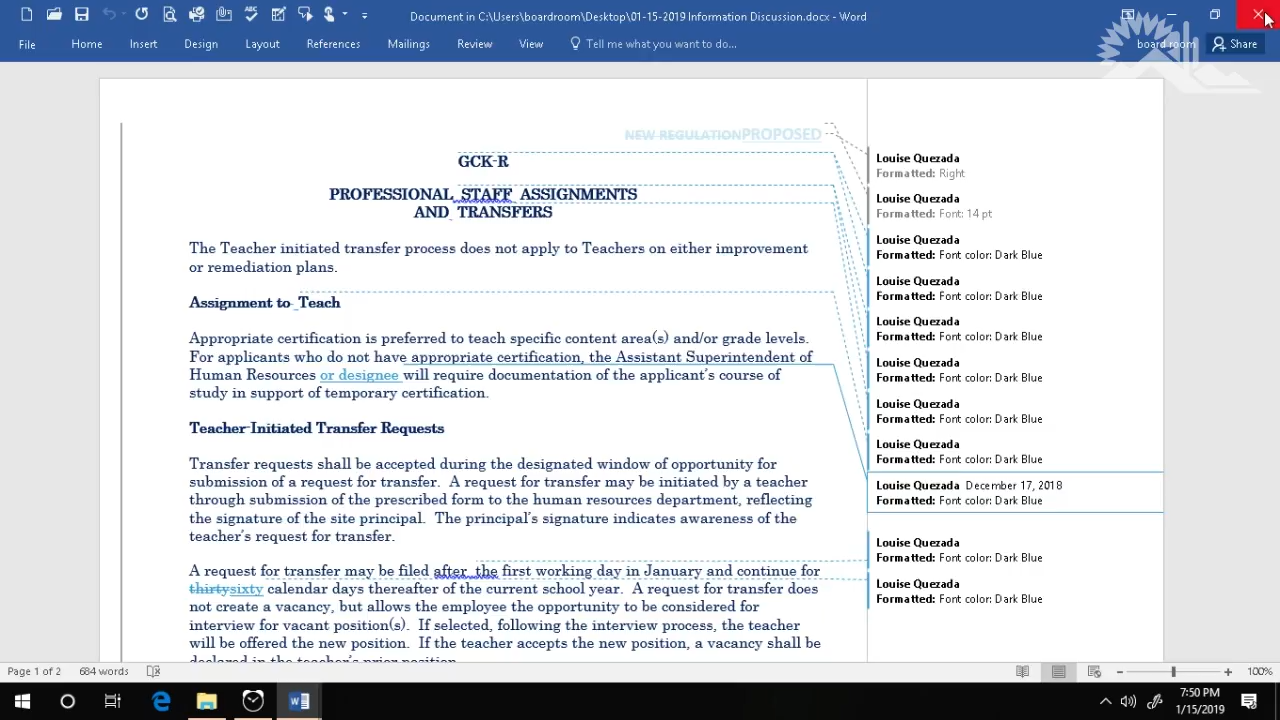 Document in C:\Users\boardroom\Desktop\01-15-2019 Information Discussion.docx - Word
File Home Insert Design Layout References Mailings Review View Tell me what you want to do... board room Share
NEW REGULATIONPROPOSED
GCK-R
PROFESSIONAL STAFF ASSIGNMENTS
AND TRANSFERS
The Teacher initiated transfer process does not apply to Teachers on either improvement
or remediation plans.
Assignment to Teach
Appropriate certification is preferred to teach specific content area(s) and/or grade levels.
For applicants who do not have appropriate certification, the Assistant Superintendent of
Human Resources or designee will require documentation of the applicant's course of
study in support of temporary certification.
Teacher-Initiated Transfer Requests
Transfer requests shall be accepted during the designated window of opportunity for
submission of a request for transfer. A request for transfer may be initiated by a teacher
through submission of the prescribed form to the human resources department, reflecting
the signature of the site principal. The principal's signature indicates awareness of the
teacher's request for transfer.
A request for transfer may be filed after the first working day in January and continue for
thirtysixty calendar days thereafter of the current school year. A request for transfer does
not create a vacancy, but allows the employee the opportunity to be considered for
interview for vacant position(s). If selected, following the interview process, the teacher
will be offered the new position. If the teacher accepts the new position, a vacancy shall be
declared in the teacher's prior position.
Louise Quezada
Formatted: Right
Louise Quezada
Formatted: Font: 14 pt
Louise Quezada
Formatted: Font color: Dark Blue
Louise Quezada
Formatted: Font color: Dark Blue
Louise Quezada
Formatted: Font color: Dark Blue
Louise Quezada
Formatted: Font color: Dark Blue
Louise Quezada
Formatted: Font color: Dark Blue
Louise Quezada
Formatted: Font color: Dark Blue
Louise Quezada December 17, 2018
Formatted: Font color: Dark Blue
Louise Quezada
Formatted: Font color: Dark Blue
Louise Quezada
Formatted: Font color: Dark Blue
Page 1 of 2 684 words 100%
7:50 PM
1/15/2019